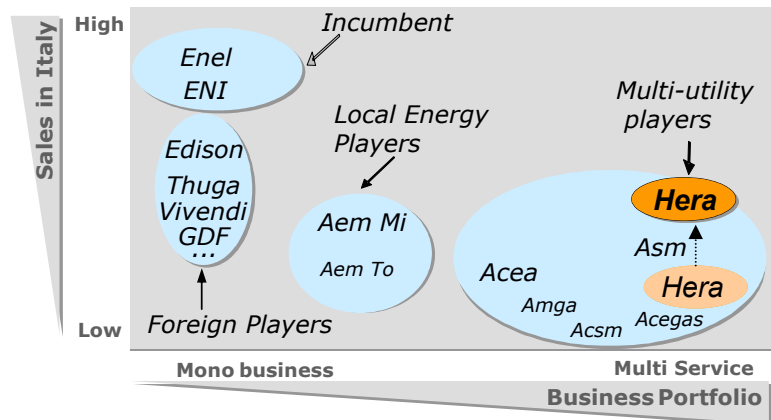 High
Incumbent
Enel
ENI
Sales in Italy
Local Energy
Players
Multi-utility
players
Edison
Thuga
Vivendi
GDF
...
Aem Mi
Aem To
Hera
Asm
Acea
Hera
Amga
Acegas
Acsm
Foreign Players
Low
Mono business
Multi Service
Business Portfolio